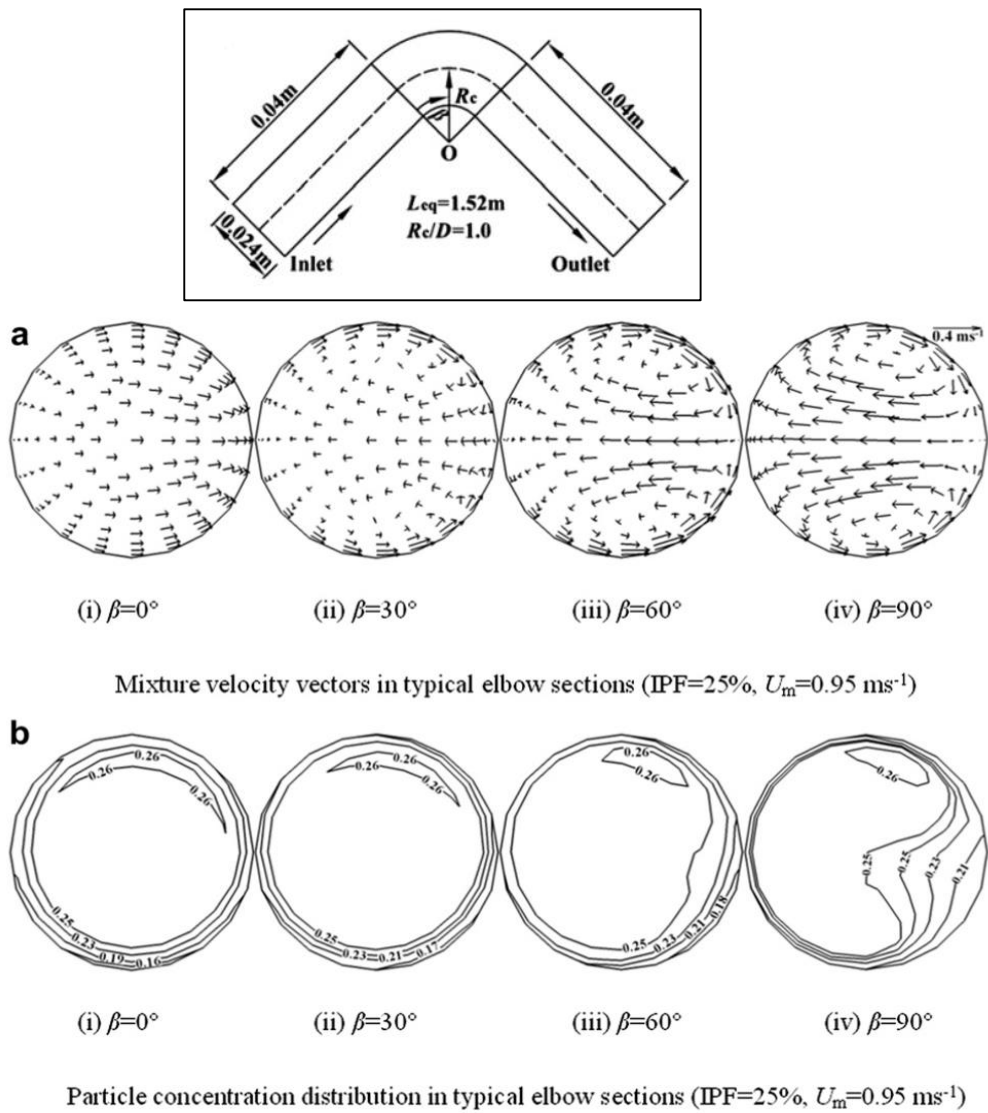 0.04m
0.04m
Rc
β
O
0.024m
Leq=1.52m
Rc/D=1.0
Inlet
Outlet
a
0.4 ms-1
(i) β=0°
(ii) β=30°
(iii) β=60°
(iv) β=90°
Mixture velocity vectors in typical elbow sections (IPF=25%, Um=0.95 ms-1)
b
0.26
0.26
0.26
0.25
0.23
0.19
0.16
0.26
0.26
0.26
0.25
0.23
0.21
0.17
0.26
0.26
0.25
0.23
0.21
0.18
0.26
0.25
0.25
0.23
0.21
(i) β=0°
(ii) β=30°
(iii) β=60°
(iv) β=90°
Particle concentration distribution in typical elbow sections (IPF=25%, Um=0.95 ms-1)